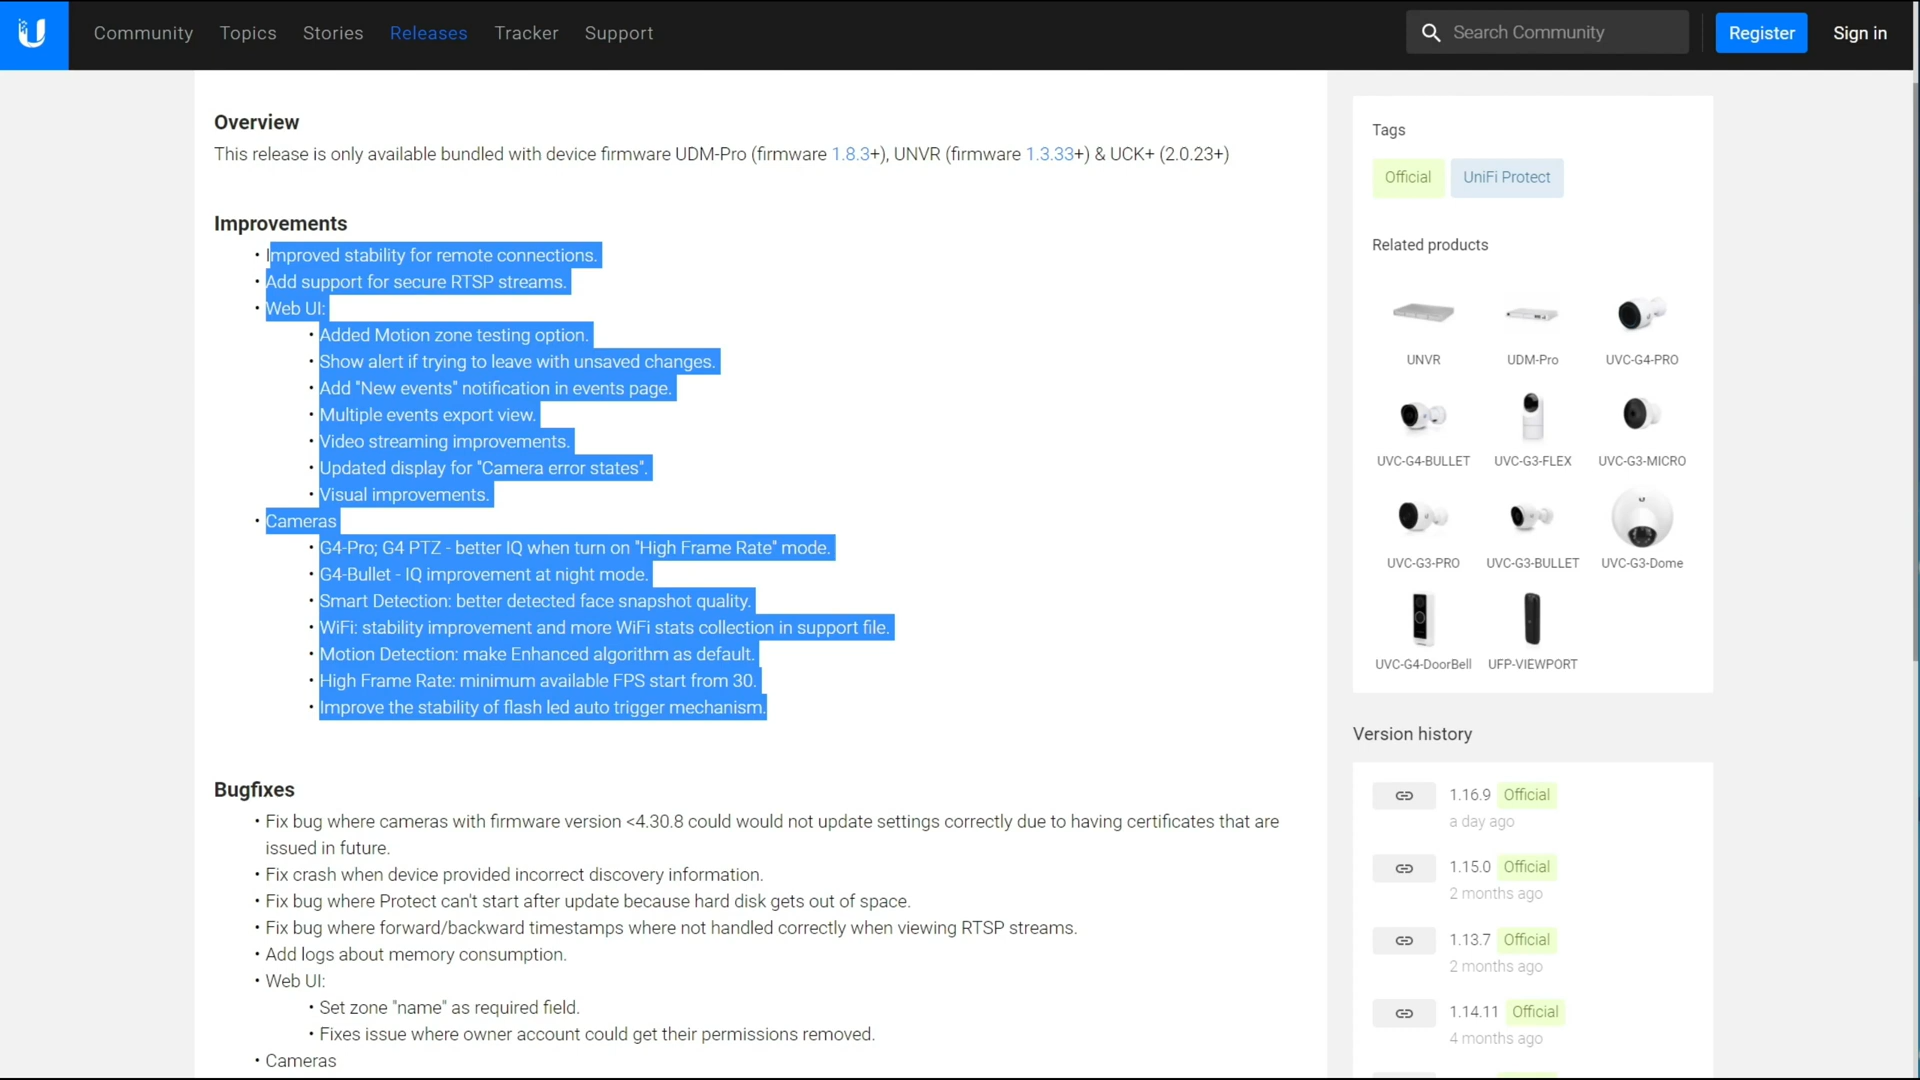 Community Topics Stories Releases Tracker Support Search Community Register Sign in
Overview
This release is only available bundled with device firmware UDM-Pro (firmware 1.8.3+), UNVR (firmware 1.3.33+) & UCK+ (2.0.23+)
Improvements
• Improved stability for remote connections.
• Add support for secure RTSP streams.
• Web UI:
• Added Motion zone testing option.
• Show alert if trying to leave with unsaved changes.
• Add "New events" notification in events page.
• Multiple events export view.
• Video streaming improvements.
• Updated display for "Camera error states".
• Visual improvements.
• Cameras
• G4-Pro; G4 PTZ - better IQ when turn on "High Frame Rate" mode.
• G4-Bullet - IQ improvement at night mode.
• Smart Detection: better detected face snapshot quality.
• WiFi: stability improvement and more WiFi stats collection in support file.
• Motion Detection: make Enhanced algorithm as default.
• High Frame Rate: minimum available FPS start from 30.
• Improve the stability of flash led auto trigger mechanism.
Bugfixes
• Fix bug where cameras with firmware version <4.30.8 could would not update settings correctly due to having certificates that are
issued in future.
• Fix crash when device provided incorrect discovery information.
• Fix bug where Protect can't start after update because hard disk gets out of space.
• Fix bug where forward/backward timestamps where not handled correctly when viewing RTSP streams.
• Add logs about memory consumption.
• Web UI:
• Set zone "name" as required field.
• Fixes issue where owner account could get their permissions removed.
• Cameras
Tags
Official UniFi Protect
Related products
UNVR UDM-Pro UVC-G4-PRO
UVC-G4-BULLET UVC-G3-FLEX UVC-G3-MICRO
UVC-G3-PRO UVC-G3-BULLET UVC-G3-Dome
UVC-G4-DoorBell UFP-VIEWPORT
Version history
1.16.9 Official
a day ago
1.15.0 Official
2 months ago
1.13.7 Official
2 months ago
1.14.11 Official
4 months ago